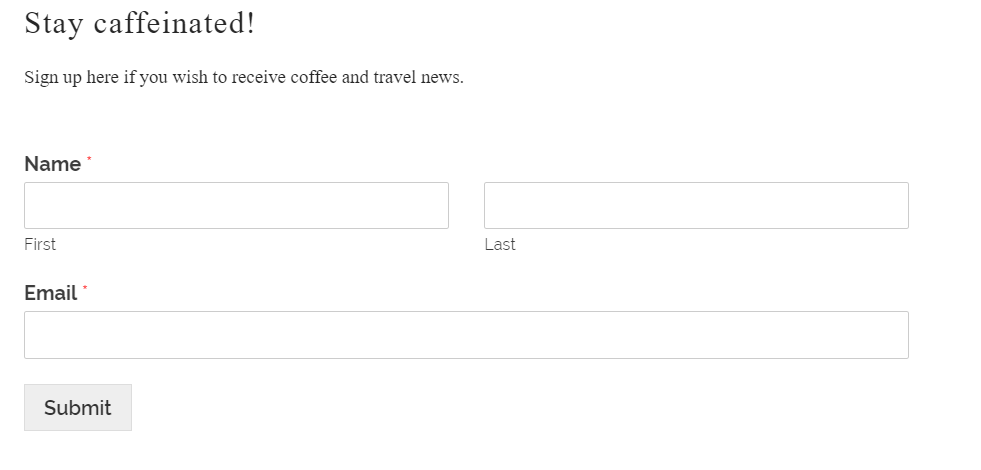 Stay caffeinated!
Sign up here if you wish to receive coffee and travel news.
Name *
First Last
Email *
Submit